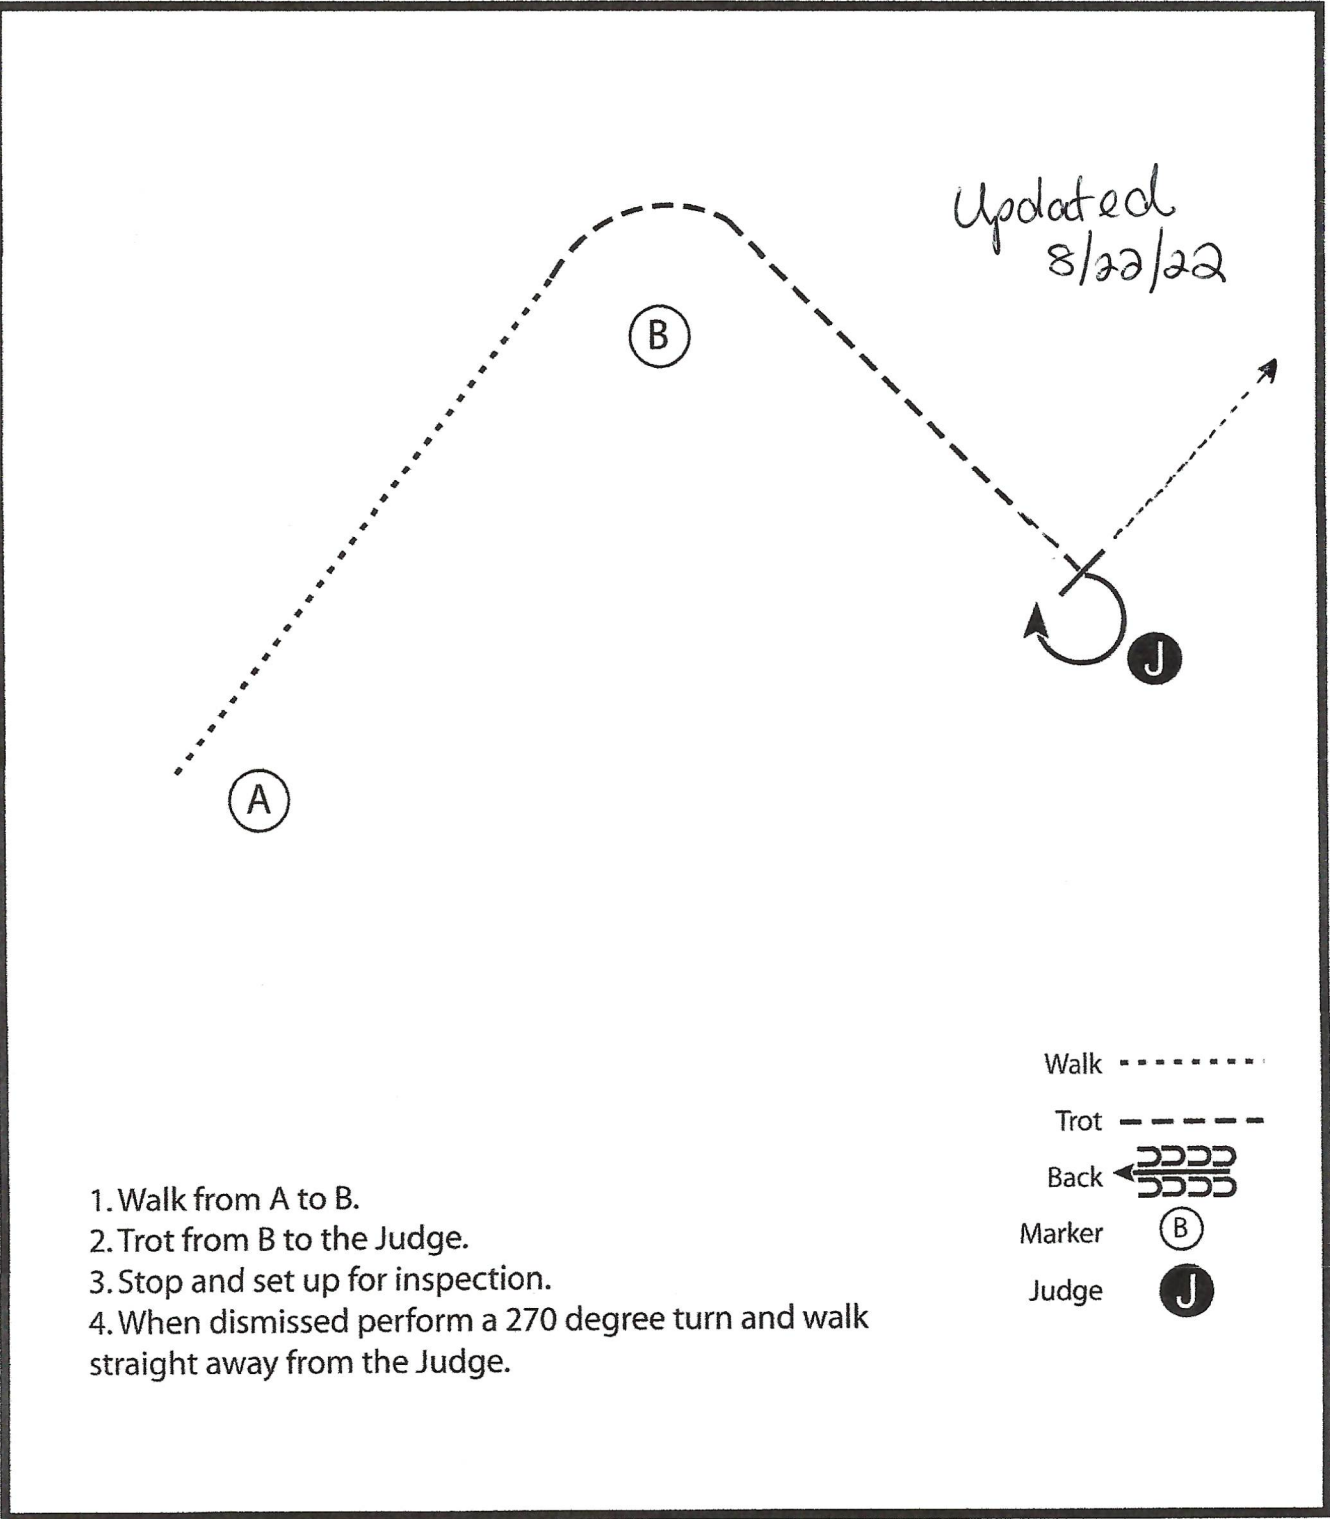 Updated
8/22/22
B
J
A
Walk
Trot
Back
Marker B
Judge J
1. Walk from A to B.
2. Trot from B to the Judge.
3. Stop and set up for inspection.
4. When dismissed perform a 270 degree turn and walk
straight away from the Judge.